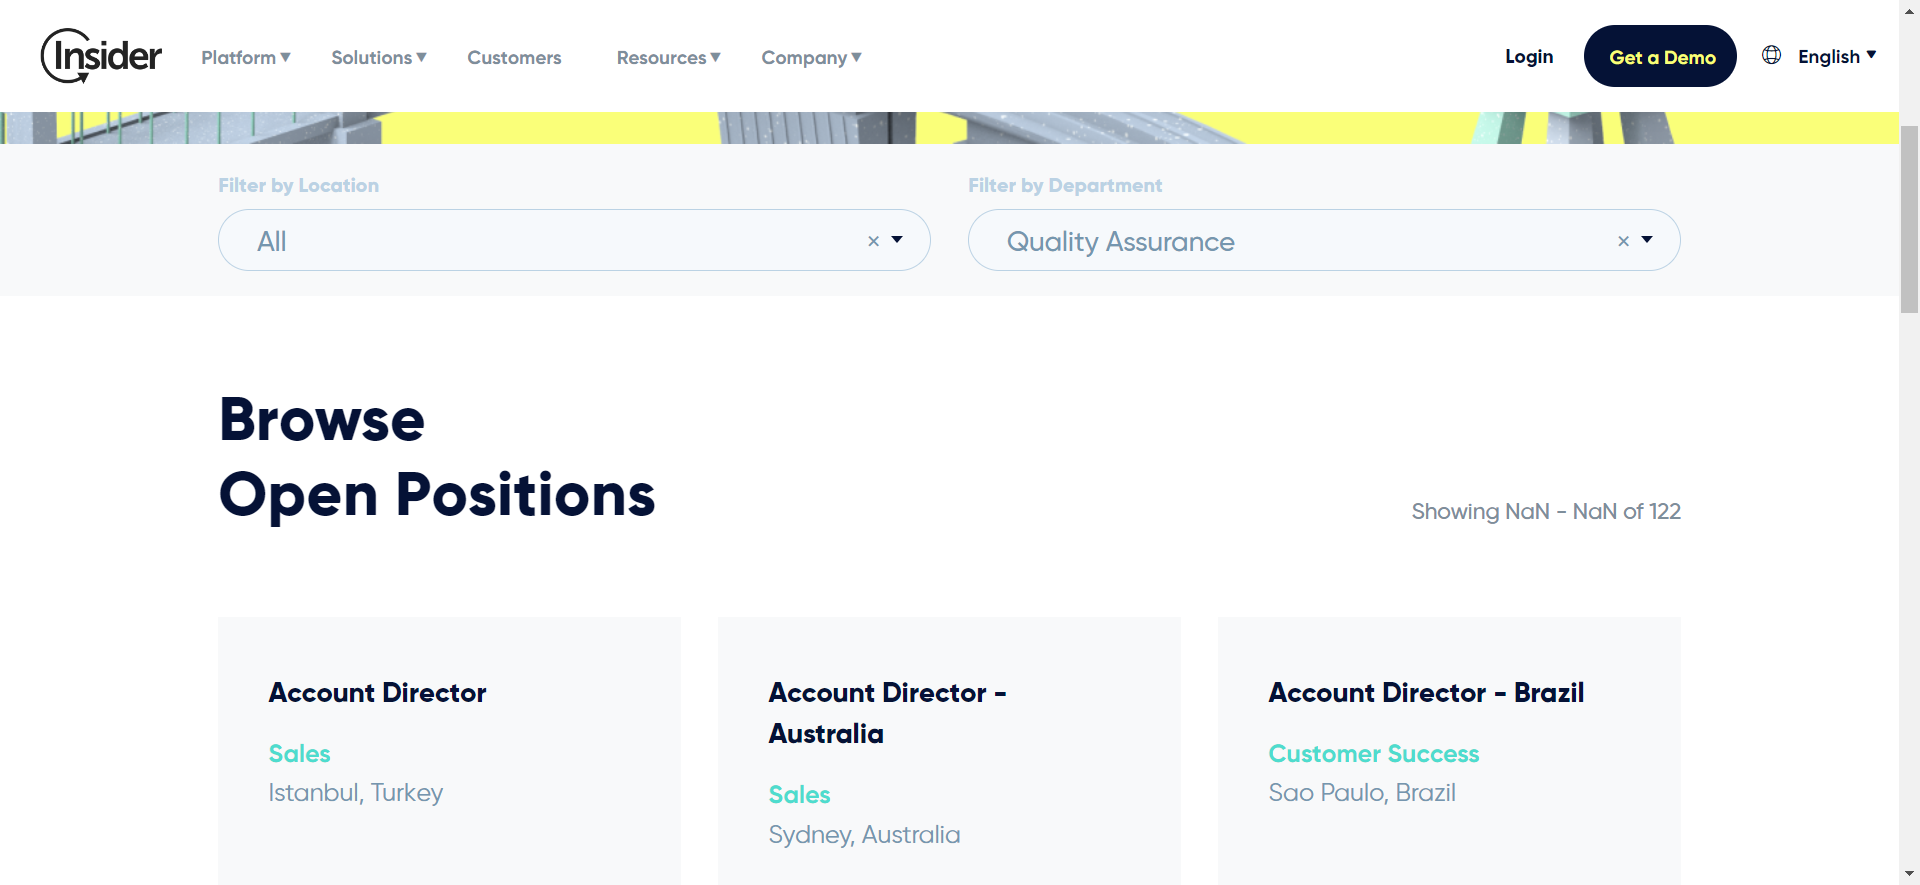 Insider
Platform
Solutions
Customers
Resources
Company
Login
Get a Demo
English
Filter by Location
Filter by Department
All
×
Quality Assurance
×
Browse
Open Positions
Showing NaN - NaN of 122
Account Director
Sales
Istanbul, Turkey
Account Director -
Australia
Sales
Sydney, Australia
Account Director - Brazil
Customer Success
Sao Paulo, Brazil